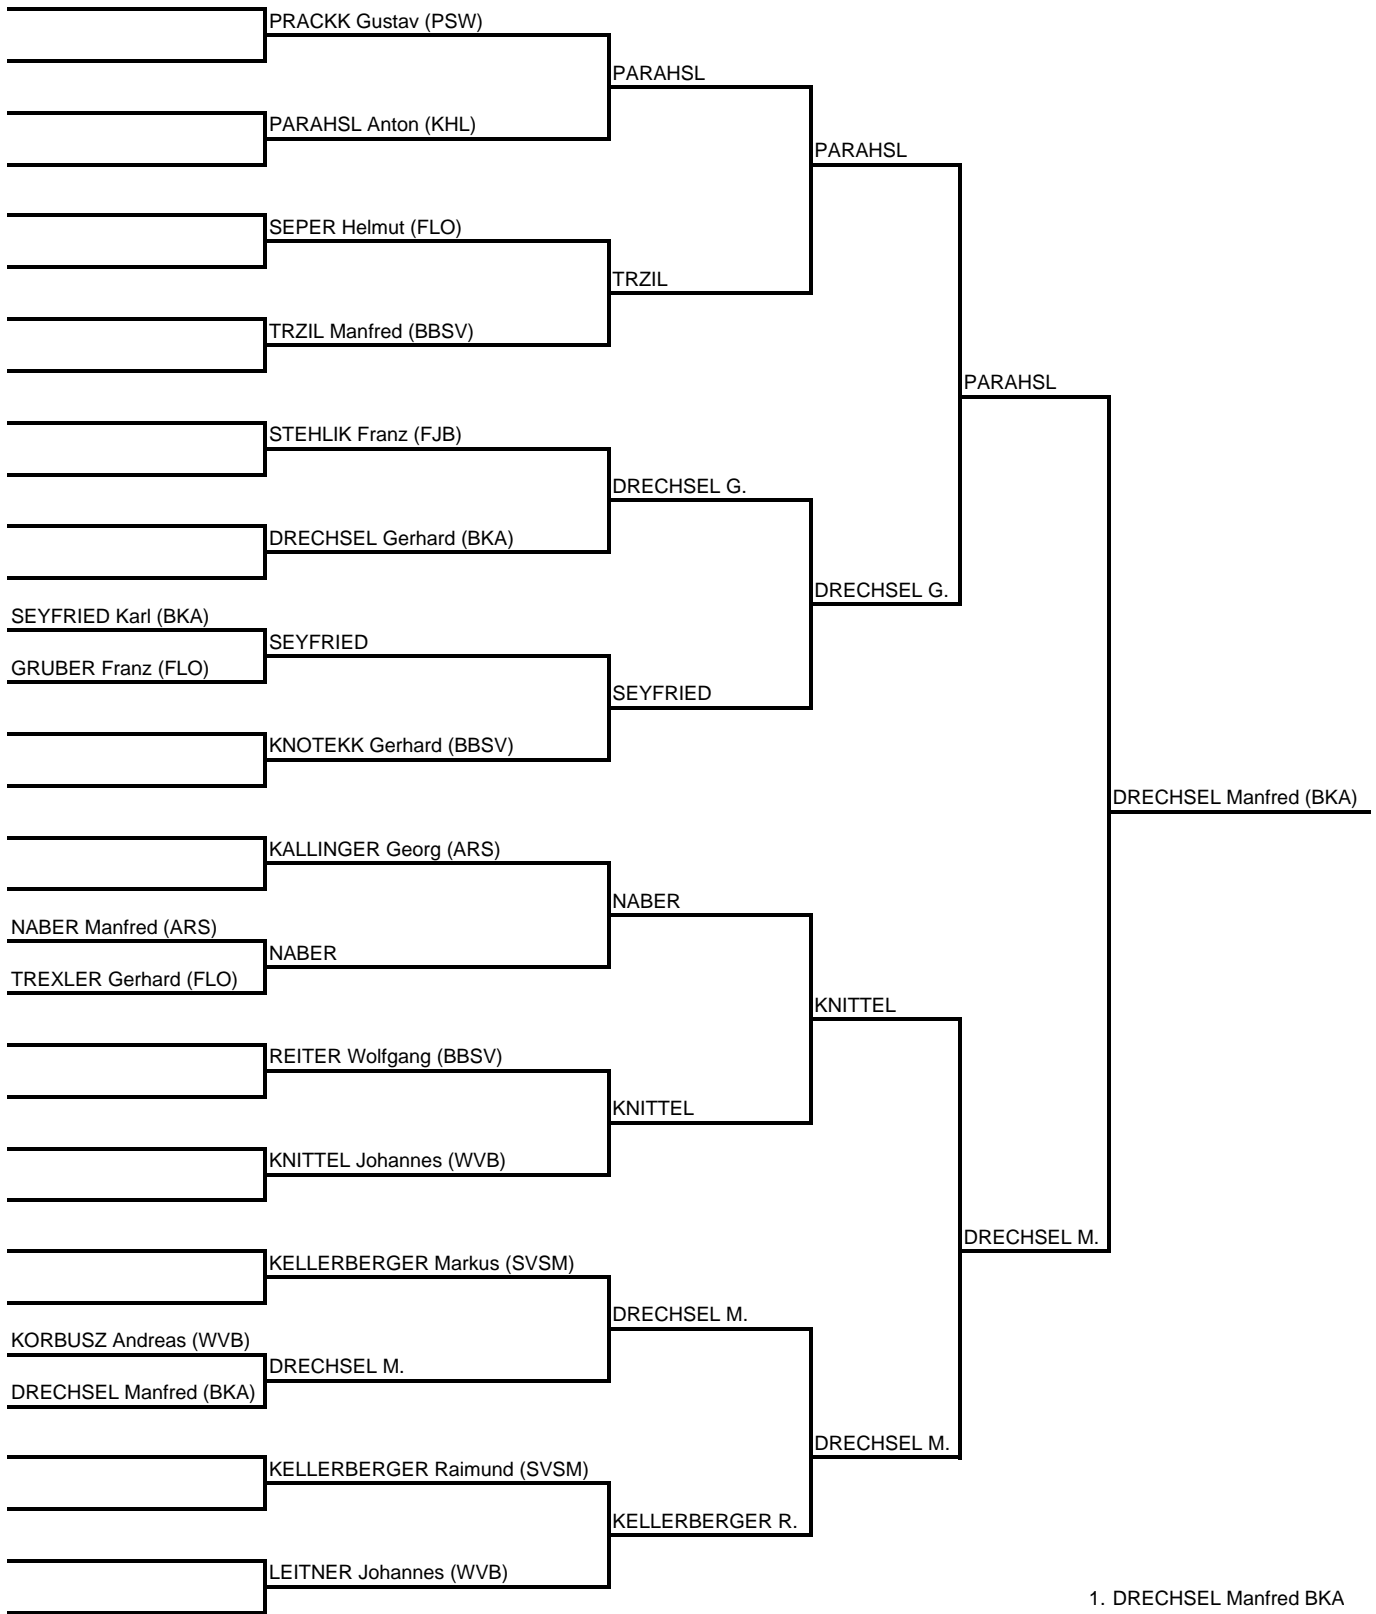 PRACKK Gustav (PSW)
PARAHSL
PARAHSL Anton (KHL)
PARAHSL
SEPER Helmut (FLO)
TRZIL
TRZIL Manfred (BBSV)
PARAHSL
STEHLIK Franz (FJB)
DRECHSEL G.
DRECHSEL Gerhard (BKA)
DRECHSEL G.
SEYFRIED Karl (BKA)
SEYFRIED
GRUBER Franz (FLO)
SEYFRIED
KNOTEKK Gerhard (BBSV)
DRECHSEL Manfred (BKA)
KALLINGER Georg (ARS)
NABER
NABER Manfred (ARS)
NABER
TREXLER Gerhard (FLO)
KNITTEL
REITER Wolfgang (BBSV)
KNITTEL
KNITTEL Johannes (WVB)
DRECHSEL M.
KELLERBERGER Markus (SVSM)
DRECHSEL M.
KORBUSZ Andreas (WVB)
DRECHSEL M.
DRECHSEL Manfred (BKA)
DRECHSEL M.
KELLERBERGER Raimund (SVSM)
KELLERBERGER R.
LEITNER Johannes (WVB)
1. DRECHSEL Manfred BKA